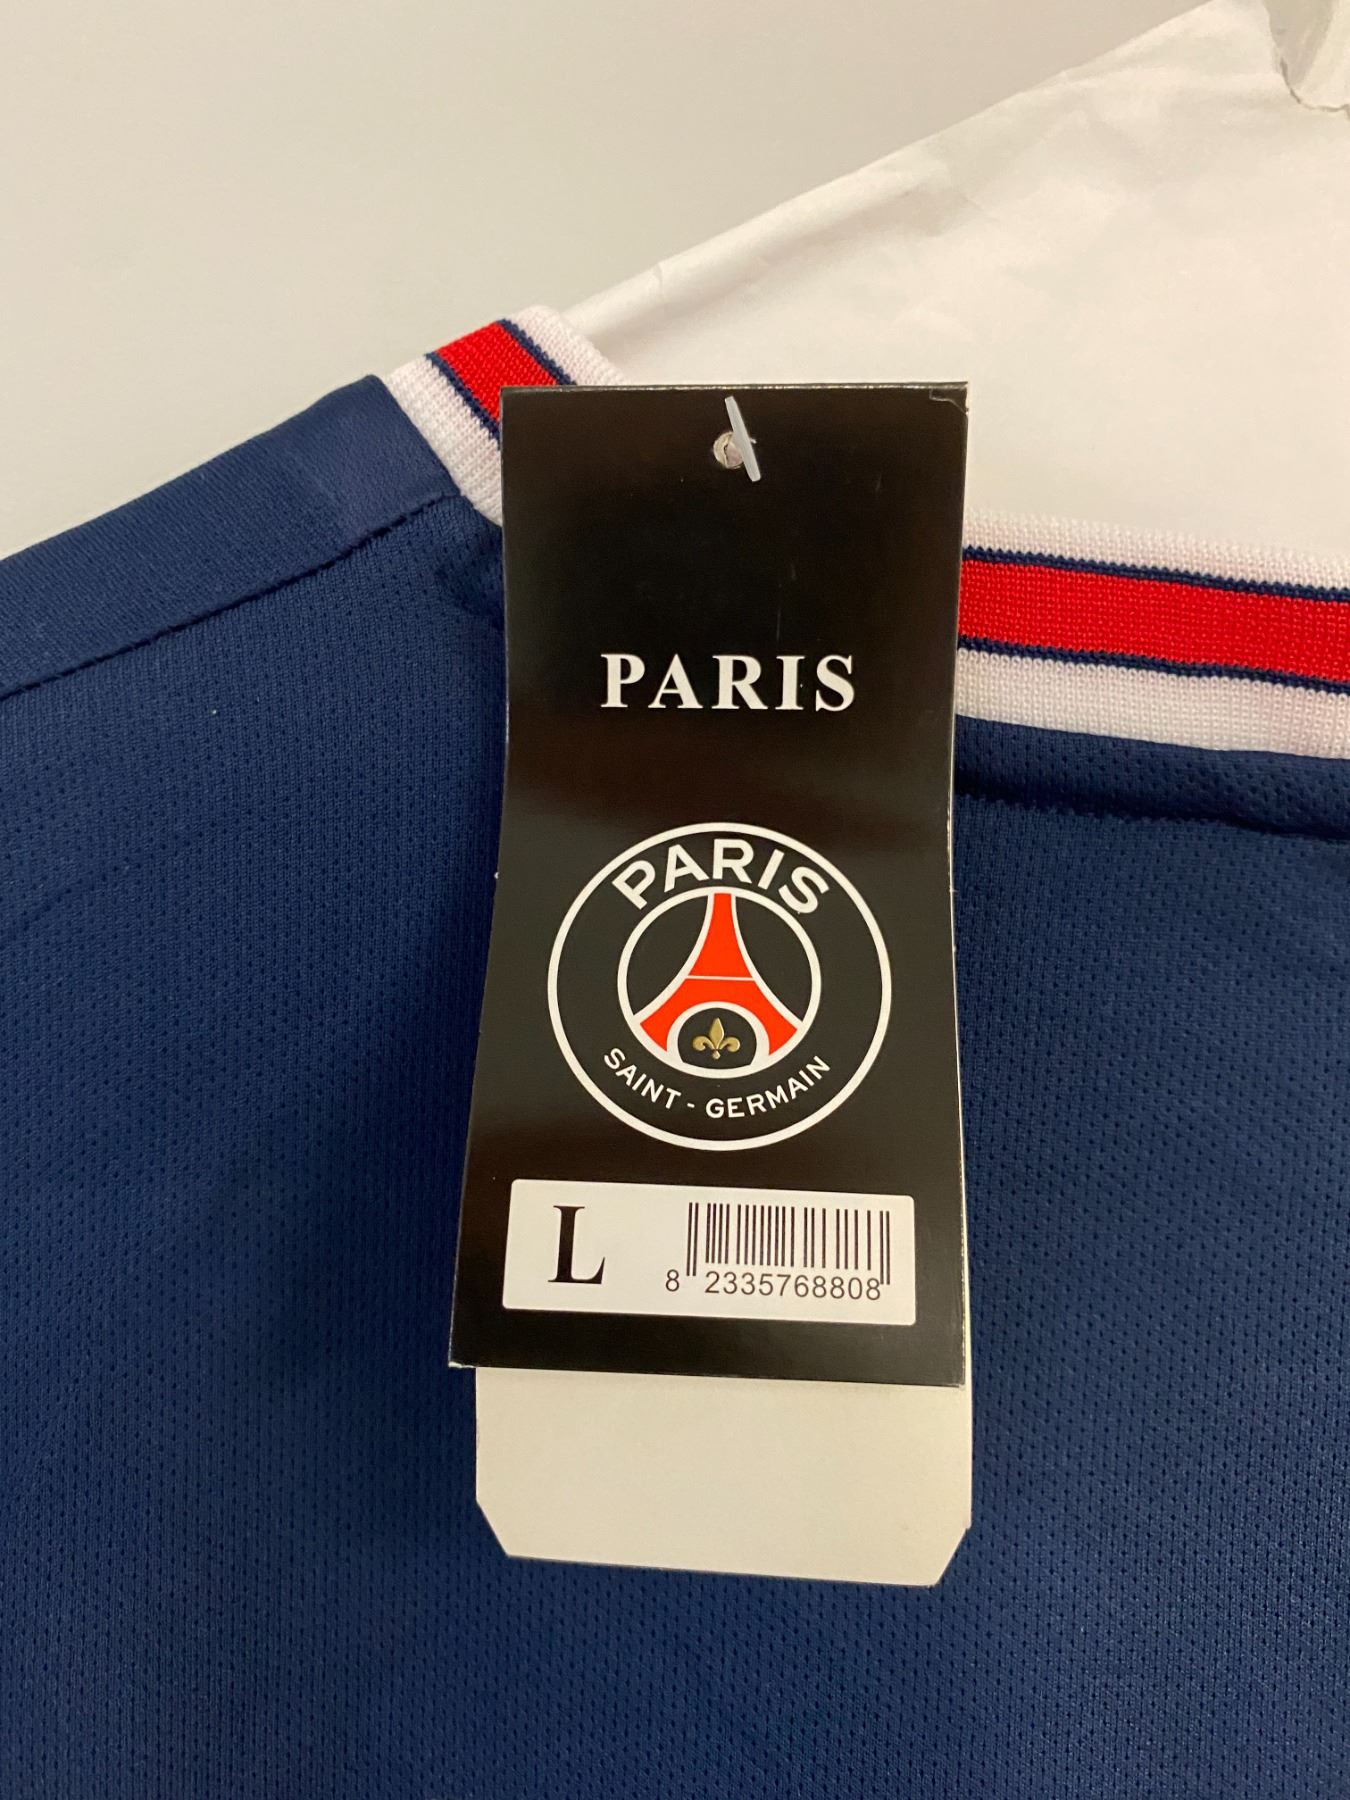 PARIS
PARIS
SAINT - GERMAIN
L
8 2335768808